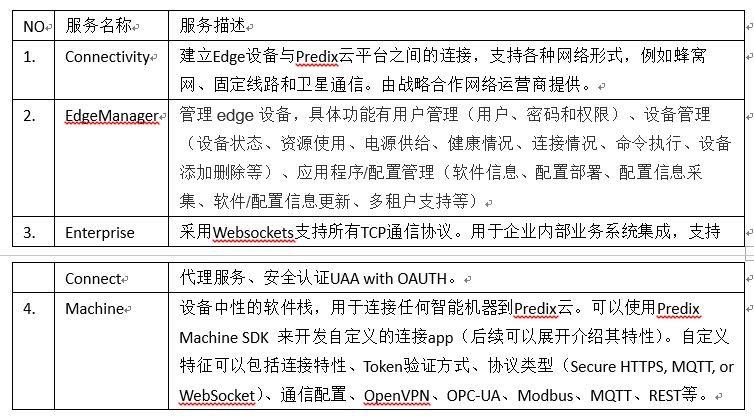 NO 服务名称 服务描述
1. Connectivity 建立Edge设备与Predix云平台之间的连接，支持各种网络形式，例如蜂窝
网、固定线路和卫星通信。由战略合作网络运营商提供。
2. EdgeManager 管理 edge 设备，具体功能有用户管理（用户、密码和权限）、设备管理
（设备状态、资源使用、电源供给、健康情况、连接情况、命令执行、设备
添加删除等）、应用程序/配置管理（软件信息、配置部署、配置信息采
集、软件/配置信息更新、多租户支持等）
3. Enterprise 采用Websockets支持所有TCP通信协议。用于企业内部业务系统集成，支持
Connect 代理服务、安全认证UAA with OAUTH。
4. Machine 设备中性的软件栈，用于连接任何智能机器到Predix云。可以使用Predix
Machine SDK 来开发自定义的连接app（后续可以展开介绍其特性）。自定义
特征可以包括连接特性、Token验证方式、协议类型（Secure HTTPS, MQTT, or
WebSocket）、通信配置、OpenVPN、OPC-UA、Modbus、MQTT、REST等。